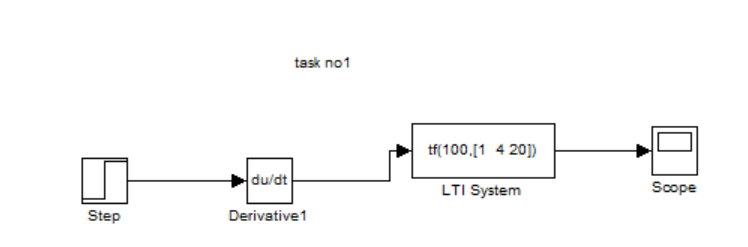 task no1
tf(100,[1 4 20])
du/dt
LTI System
Scope
Step
Derivative1